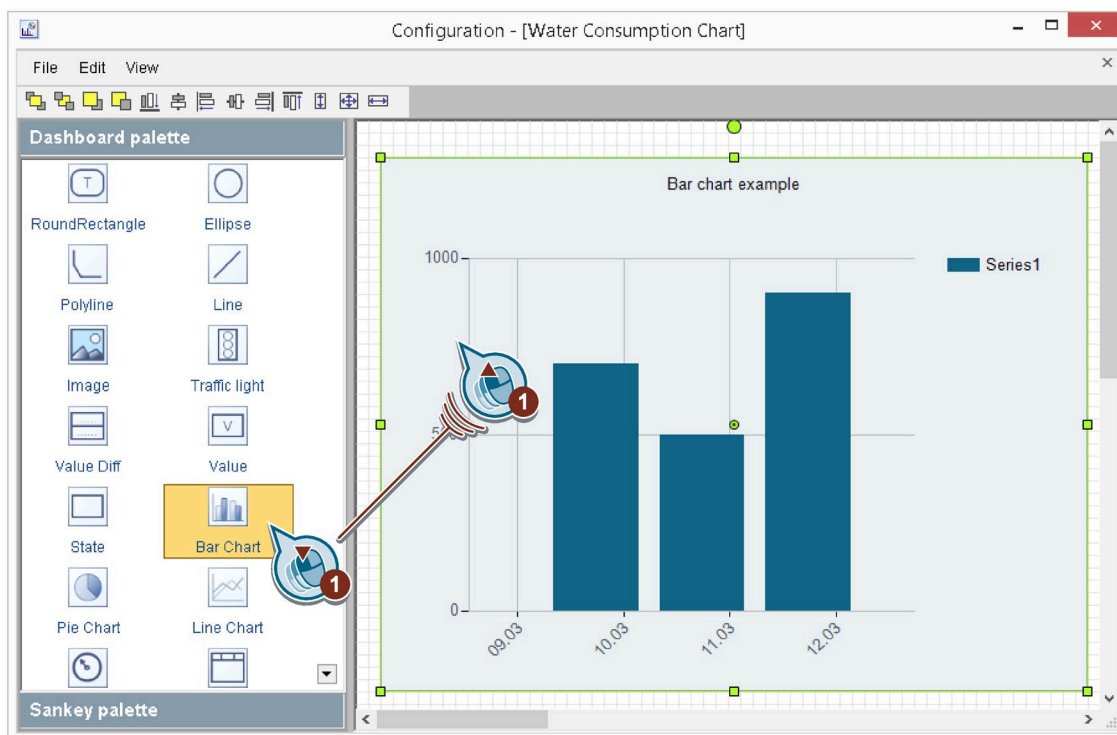 Configuration - [Water Consumption Chart]
File Edit View
Dashboard palette
T
RoundRectangle Ellipse
Polyline Line
Image Traffic light
V
Value Diff Value
State Bar Chart
Pie Chart Line Chart
Sankey palette
Bar chart example
1000
Series1
1
1
0
09.03 10.03 11.03 12.03